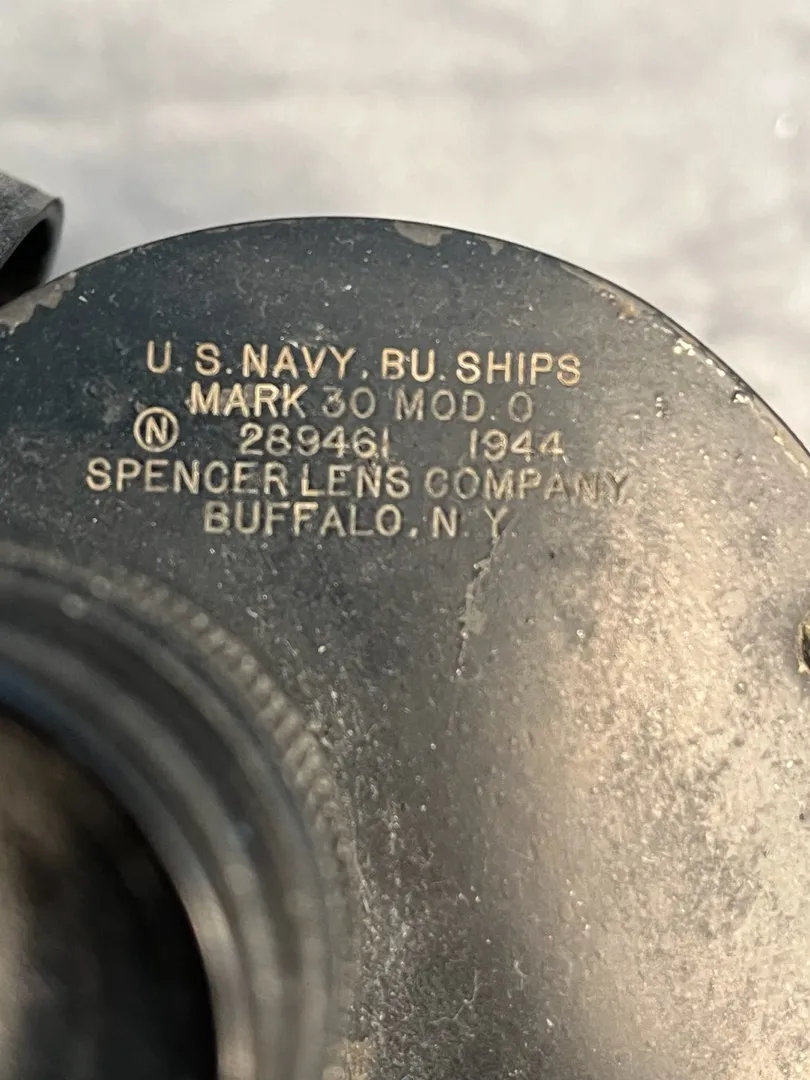 U.S. NAVY, BU. SHIPS
MARK 30 MOD. 0
Ⓝ 289461 1944
SPENCER LENS COMPANY
BUFFALO, N.Y.